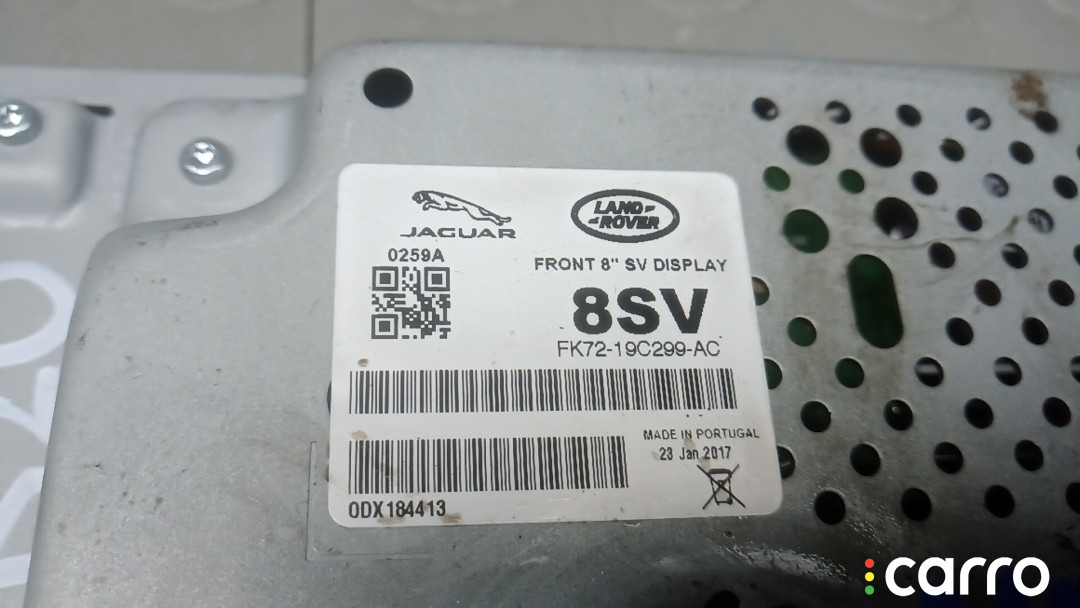 JAGUAR
LAND ROVER
0259A
FRONT 8" SV DISPLAY
8SV
FK72-19C299-AC
MADE IN PORTUGAL
23 Jan 2017
0DX184413
carro